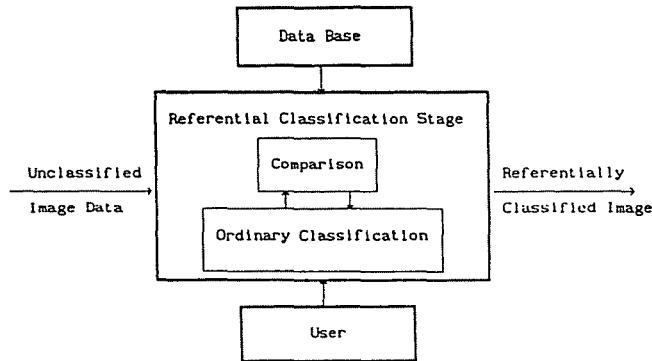 Data Base
Referential Classification Stage
Comparison
Unclassified
Image Data
Referentially
Classified Image
Ordinary Classification
User